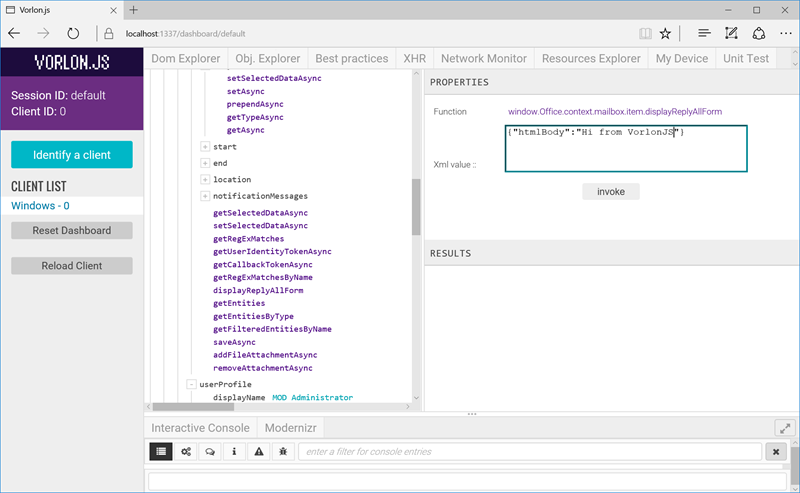 Vorlon.js
localhost:1337/dashboard/default
VORLON.JS
Session ID: default
Client ID: 0
Identify a client
CLIENT LIST
Windows - 0
Reset Dashboard
Reload Client
Dom Explorer Obj. Explorer Best practices XHR Network Monitor Resources Explorer My Device Unit Test
setSelectedDataAsync
setAsync
prependAsync
getTypeAsync
getAsync
start
end
location
notificationMessages
getSelectedDataAsync
setSelectedDataAsync
getRegExMatches
getUserIdentityTokenAsync
getCallbackTokenAsync
getRegExMatchesByName
displayReplyAllForm
getEntities
getEntitiesByType
getFilteredEntitiesByName
saveAsync
addFileAttachmentAsync
removeAttachmentAsync
userProfile
displayName MOD Administrator
PROPERTIES
Function window.Office.context.mailbox.item.displayReplyAllForm
{"htmlBody":"Hi from VorlonJS"}
Xml value ::
invoke
RESULTS
Interactive Console Modernizr
enter a filter for console entries